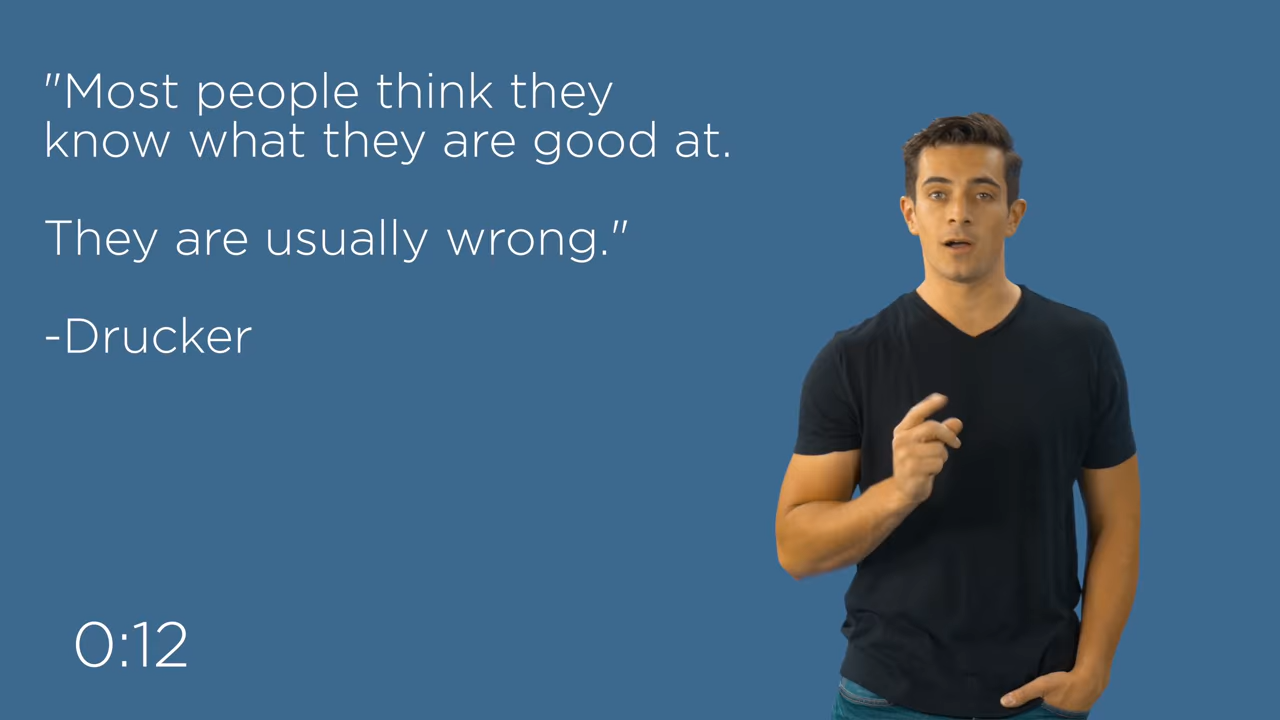 "Most people think they
know what they are good at.
They are usually wrong."
-Drucker
0:12